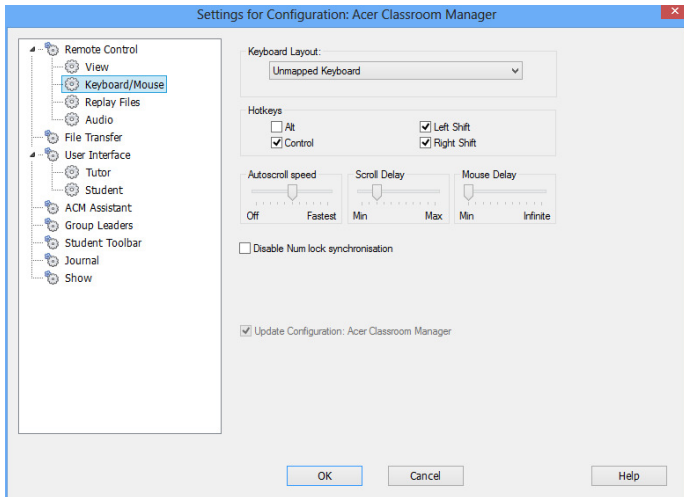 Settings for Configuration: Acer Classroom Manager
Remote Control
View
Keyboard/Mouse
Replay Files
Audio
File Transfer
User Interface
Tutor
Student
ACM Assistant
Group Leaders
Student Toolbar
Journal
Show
Keyboard Layout:
Unmapped Keyboard
Hotkeys
Alt
Left Shift
Control
Right Shift
Autoscroll speed
Scroll Delay
Mouse Delay
Off Fastest
Min Max
Min Infinite
Disable Num lock synchronisation
Update Configuration: Acer Classroom Manager
OK
Cancel
Help